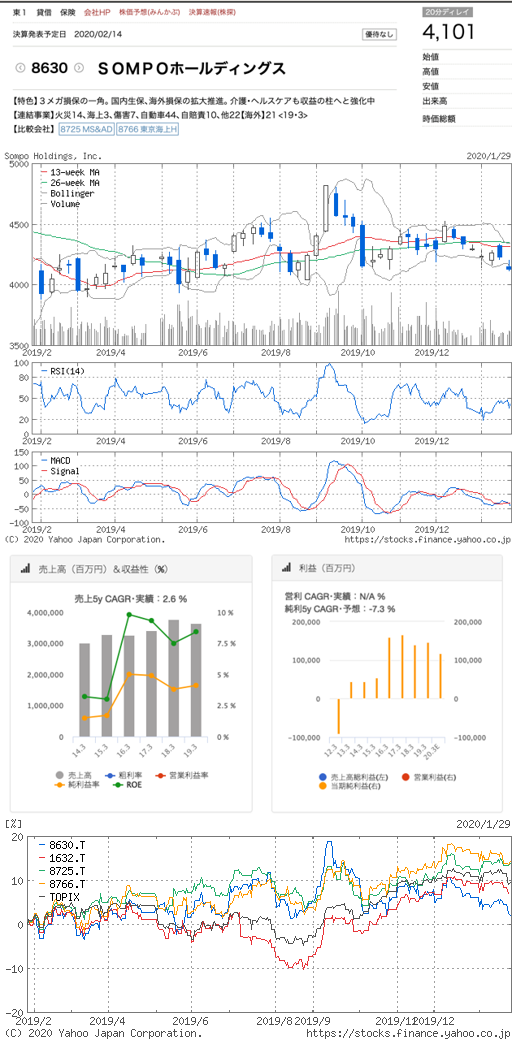 東1 貸借 保険 会社HP 株価予想(みんかぶ) 決算速報(株探)
20分ディレイ
4,101
決算発表予定日 2020/02/14
優待なし
8630
ＳＯＭＰＯホールディングス
始値
高値
安値
出来高
時価総額
【特色】３メガ損保の一角。国内生保、海外損保の拡大推進。介護・ヘルスケアも収益の柱へと強化中
【連結事業】火災14、海上3、傷害7、自動車44、自賠責10、他22【海外】21 <19・3>
【比較会社】 8725 MS&AD 8766 東京海上H
Sompo Holdings, Inc.
2020/1/29
13-week MA
26-week MA
Bollinger
Volume
5000
4500
4000
3500
2019/2 2019/4 2019/6 2019/8 2019/10 2019/12
RSI(14)
100
80
50
20
0
2019/2 2019/4 2019/6 2019/8 2019/10 2019/12
MACD
Signal
150
100
50
0
-50
-100
2019/2 2019/4 2019/6 2019/8 2019/10 2019/12
(C) 2020 Yahoo Japan Corporation.
https://stocks.finance.yahoo.co.jp
売上高（百万円）＆収益性（%）
売上5y CAGR･実績：2.6 %
4,000,000
3,000,000
2,000,000
1,000,000
0
10 %
7.5 %
5 %
2.5 %
0 %
14.3 15.3 16.3 17.3 18.3 19.3
売上高 粗利率 営業利益率
純利益率 ROE
利益（百万円）
営利 CAGR･実績：N/A %
純利5y CAGR･予想：-7.3 %
200,000
100,000
0
-100,000
200,000
100,000
0
-100,000
12.3 13.3 14.3 15.3 16.3 17.3 18.3 19.3 20.3E
売上高総利益(左) 営業利益(右)
当期純利益(右)
[%]
2020/1/29
8630.T
1632.T
8725.T
8766.T
TOPIX
20
10
0
-10
-20
2019/2 2019/4 2019/6 2019/8 2019/9 2019/11 2019/12
(C) 2020 Yahoo Japan Corporation.
https://stocks.finance.yahoo.co.jp